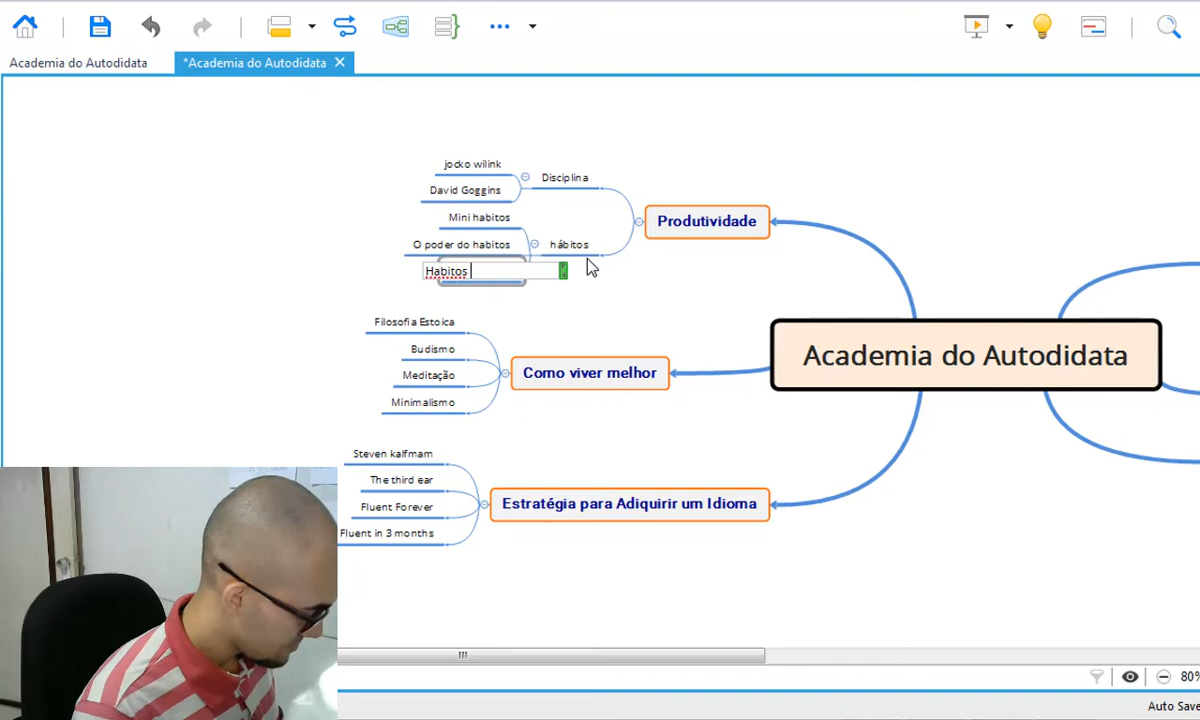 Academia do Autodidata
*Academia do Autodidata
jocko wilink
Disciplina
David Goggins
Produtividade
Mini habitos
O poder do habitos
hábitos
Habitos
Filosofia Estoica
Budismo
Como viver melhor
Meditação
Minimalismo
Academia do Autodidata
Steven kalfmam
The third ear
Estratégia para Adiquirir um Idioma
Fluent Forever
Fluent in 3 months
80%
Auto Save